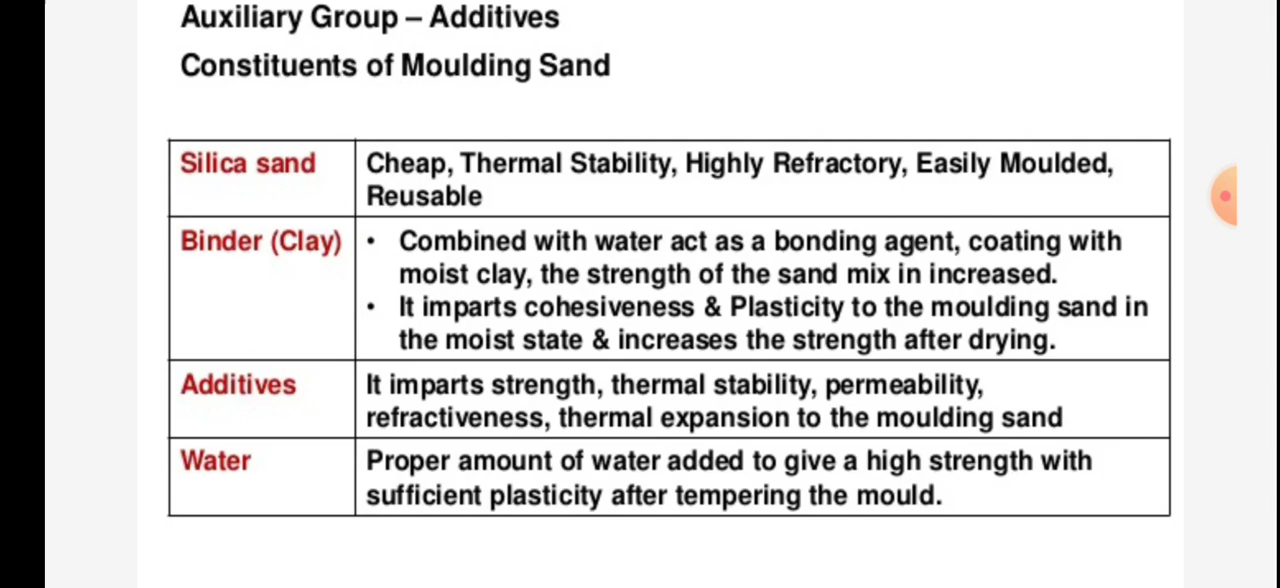 Auxiliary Group – Additives
Constituents of Moulding Sand
Silica sand
Cheap, Thermal Stability, Highly Refractory, Easily Moulded,
Reusable
Binder (Clay)
• Combined with water act as a bonding agent, coating with
moist clay, the strength of the sand mix in increased.
• It imparts cohesiveness & Plasticity to the moulding sand in
the moist state & increases the strength after drying.
Additives
It imparts strength, thermal stability, permeability,
refractiveness, thermal expansion to the moulding sand
Water
Proper amount of water added to give a high strength with
sufficient plasticity after tempering the mould.